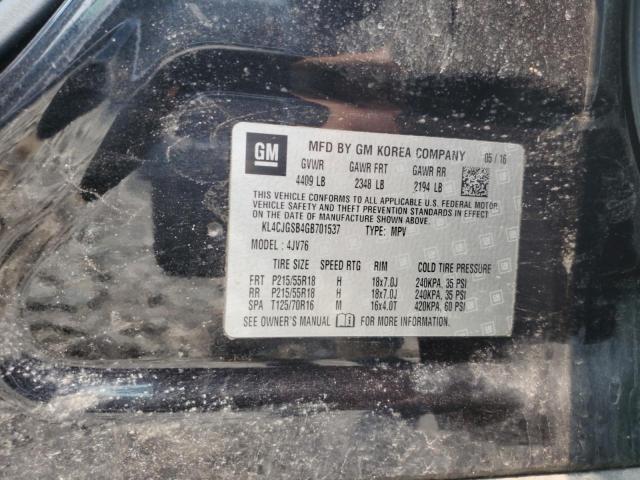 GM
MFD BY GM KOREA COMPANY 05/16
GVWR GAWR FRT GAWR RR
4409 LB 2348 LB 2194 LB
THIS VEHICLE CONFORMS TO ALL APPLICABLE U.S. FEDERAL MOTOR
VEHICLE SAFETY AND THEFT PREVENTION STANDARDS IN EFFECT ON
THE DATE OF MANUFACTURE SHOWN ABOVE.
KL4CJGSB4GB701537 TYPE: MPV
MODEL: 4JV76
TIRE SIZE SPEED RTG RIM COLD TIRE PRESSURE
FRT P215/55R18 H 18x7.0J 240KPA, 35 PSI
RR P215/55R18 H 18x7.0J 240KPA, 35 PSI
SPA T125/70R16 M 16x4.0T 420KPA, 60 PSI
SEE OWNER'S MANUAL FOR MORE INFORMATION.